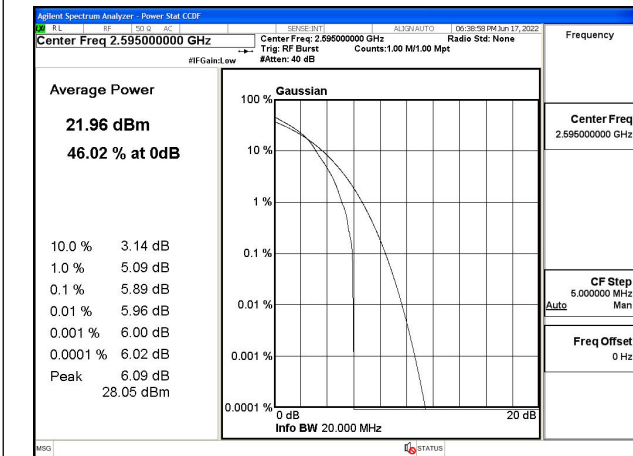 Agilent Spectrum Analyzer - Power Stat CCDF
RL RF 50 Ω AC SENSE:INT ALIGN AUTO 06:38:58 PM Jun 17, 2022
Center Freq 2.595000000 GHz
#IFGain:Low
Center Freq: 2.595000000 GHz
Radio Std: None
Trig: RF Burst
Counts:1.00 M/1.00 Mpt
#Atten: 40 dB
Frequency
Average Power
21.96 dBm
46.02 % at 0dB
10.0 % 3.14 dB
1.0 % 5.09 dB
0.1 % 5.89 dB
0.01 % 5.96 dB
0.001 % 6.00 dB
0.0001 % 6.02 dB
Peak 6.09 dB
28.05 dBm
Gaussian
100 %
10 %
1 %
0.1 %
0.01 %
0.001 %
0.0001 %
0 dB
20 dB
Info BW 20.000 MHz
Center Freq
2.595000000 GHz
CF Step
5.000000 MHz
Auto Man
Freq Offset
0 Hz
MSG
STATUS